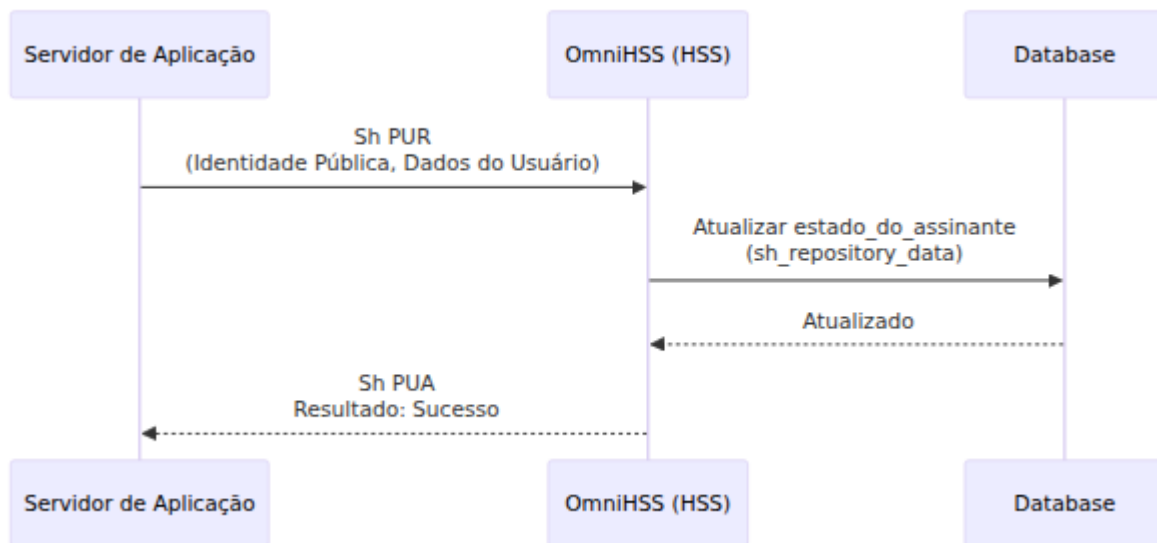 Servidor de Aplicação
OmniHSS (HSS)
Database
Sh PUR
(Identidade Pública, Dados do Usuário)
Atualizar estado_do_assinante
(sh_repository_data)
Atualizado
Sh PUA
Resultado: Sucesso
Servidor de Aplicação
OmniHSS (HSS)
Database